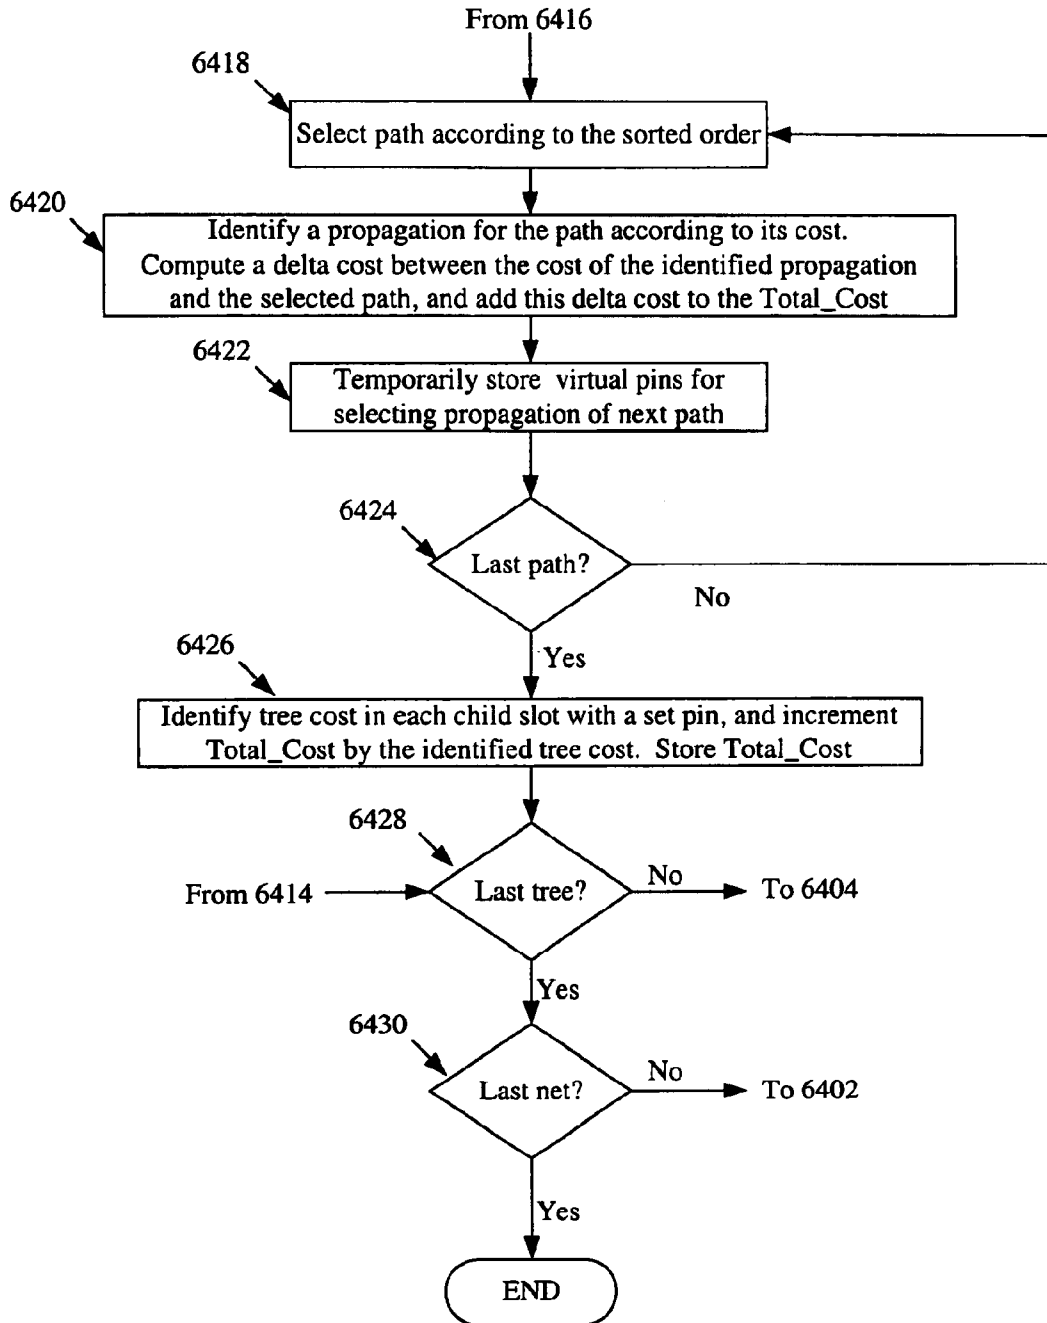 From 6416
6418
Select path according to the sorted order
6420
Identify a propagation for the path according to its cost.
Compute a delta cost between the cost of the identified propagation
and the selected path, and add this delta cost to the Total_Cost
6422
Temporarily store virtual pins for
selecting propagation of next path
6424
Last path?
No
Yes
6426
Identify tree cost in each child slot with a set pin, and increment
Total_Cost by the identified tree cost. Store Total_Cost
6428
From 6414
Last tree?
No
To 6404
Yes
6430
Last net?
No
To 6402
Yes
END